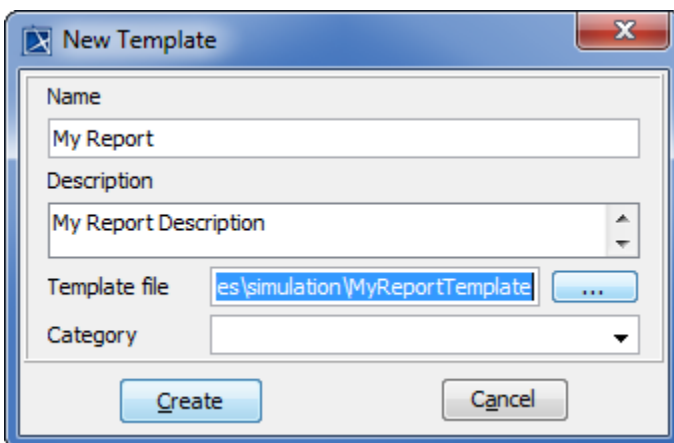 New Template
Name
My Report
Description
My Report Description
Template file es\simulation\MyReportTemplate ...
Category
Create Cancel